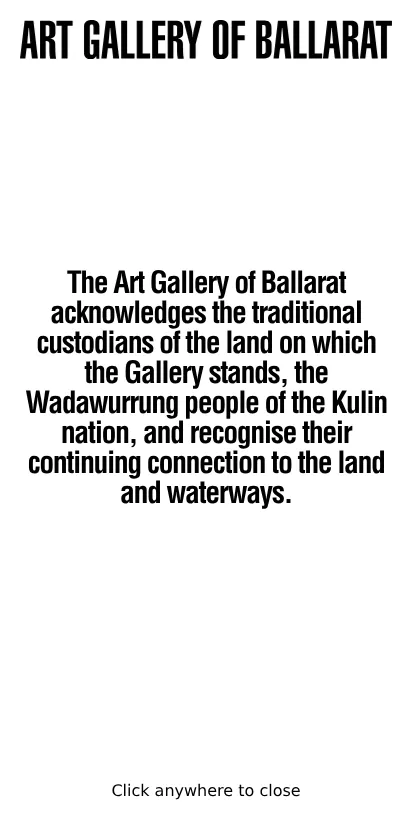 ART GALLERY OF BALLARAT
The Art Gallery of Ballarat
acknowledges the traditional
custodians of the land on which
the Gallery stands, the
Wadawurrung people of the Kulin
nation, and recognise their
continuing connection to the land
and waterways.
Click anywhere to close